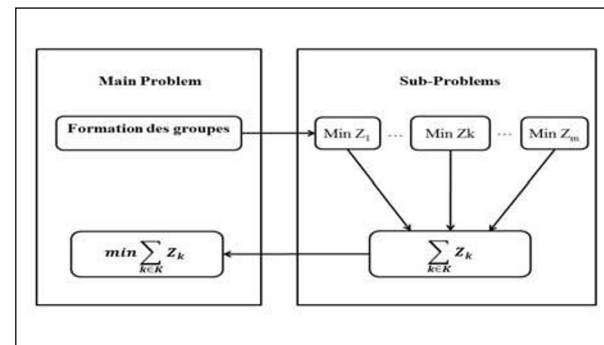 Main Problem
Sub-Problems
Formation des groupes
Min Z₁ ... Min Zk ... Min Zₘ
min ∑ Zₖ
k∈K
∑ Zₖ
k∈K